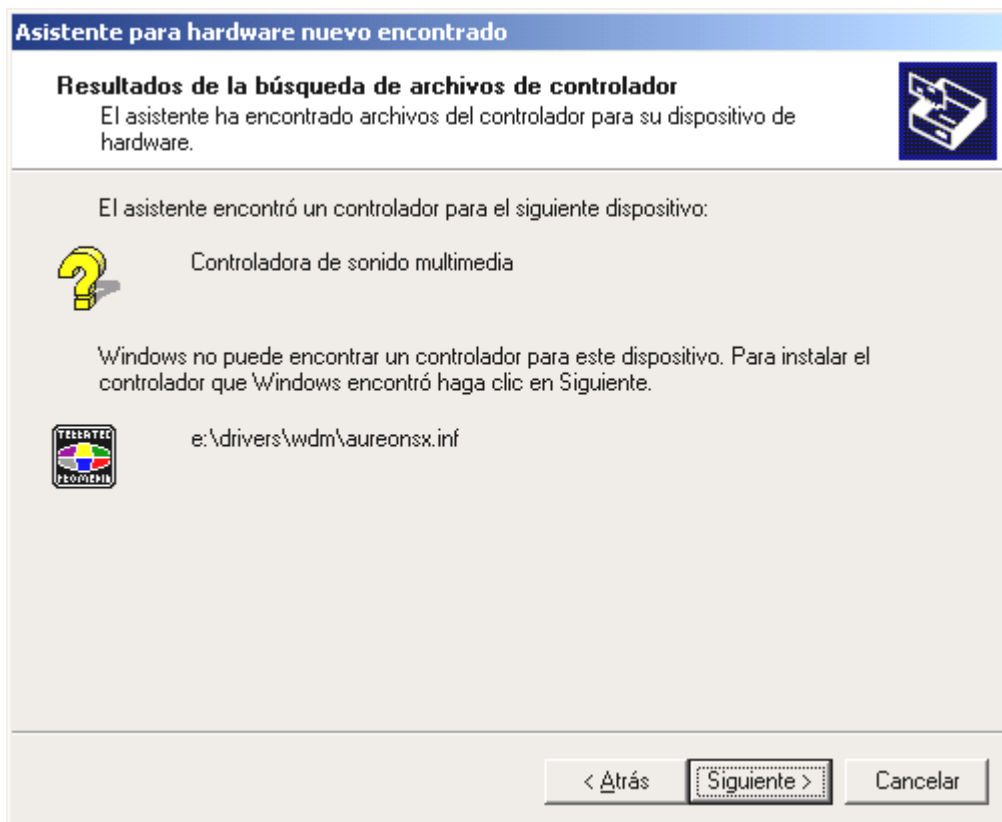 Asistente para hardware nuevo encontrado
Resultados de la búsqueda de archivos de controlador
El asistente ha encontrado archivos del controlador para su dispositivo de
hardware.
El asistente encontró un controlador para el siguiente dispositivo:
Controladora de sonido multimedia
Windows no puede encontrar un controlador para este dispositivo. Para instalar el
controlador que Windows encontró haga clic en Siguiente.
TERRATEC
PROMEDIA
e:\drivers\wdm\aureonsx.inf
< Atrás
Siguiente >
Cancelar